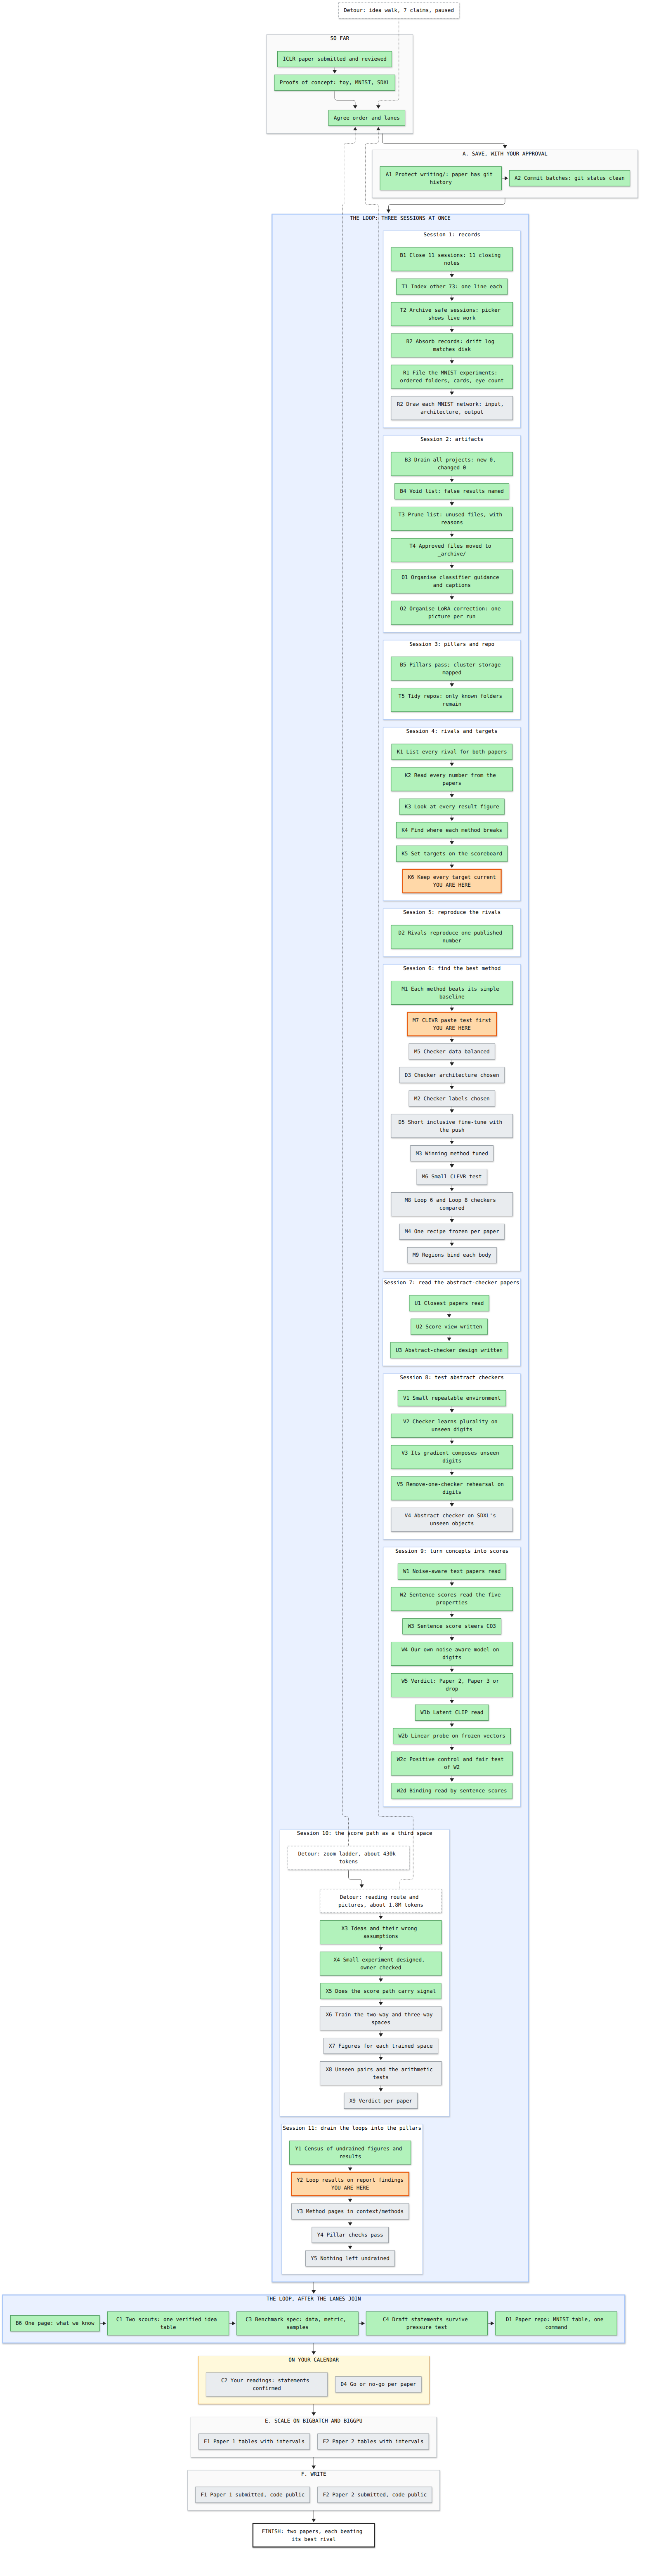 Detour: idea walk, 7 claims, paused
SO FAR
ICLR paper submitted and reviewed
Proofs of concept: toy, MNIST, SDXL
Agree order and lanes
A. SAVE, WITH YOUR APPROVAL
A1 Protect writing/: paper has git
history
A2 Commit batches: git status clean
THE LOOP: THREE SESSIONS AT ONCE
Session 1: records
B1 Close 11 sessions: 11 closing
notes
T1 Index other 73: one line each
T2 Archive safe sessions: picker
shows live work
B2 Absorb records: drift log
matches disk
R1 File the MNIST experiments:
ordered folders, cards, eye count
R2 Draw each MNIST network: input,
architecture, output
Session 2: artifacts
B3 Drain all projects: new 0,
changed 0
B4 Void list: false results named
T3 Prune list: unused files, with
reasons
T4 Approved files moved to
_archive/
O1 Organise classifier guidance
and captions
O2 Organise LoRA correction: one
picture per run
Session 3: pillars and repo
B5 Pillars pass; cluster storage
mapped
T5 Tidy repos: only known folders
remain
Session 4: rivals and targets
K1 List every rival for both papers
K2 Read every number from the
papers
K3 Look at every result figure
K4 Find where each method breaks
K5 Set targets on the scoreboard
K6 Keep every target current
YOU ARE HERE
Session 5: reproduce the rivals
D2 Rivals reproduce one published
number
Session 6: find the best method
M1 Each method beats its simple
baseline
M7 CLEVR paste test first
YOU ARE HERE
M5 Checker data balanced
D3 Checker architecture chosen
M2 Checker labels chosen
D5 Short inclusive fine-tune with
the push
M3 Winning method tuned
M6 Small CLEVR test
M8 Loop 6 and Loop 8 checkers
compared
M4 One recipe frozen per paper
M9 Regions bind each body
Session 7: read the abstract-checker papers
U1 Closest papers read
U2 Score view written
U3 Abstract-checker design written
Session 8: test abstract checkers
V1 Small repeatable environment
V2 Checker learns plurality on
unseen digits
V3 Its gradient composes unseen
digits
V5 Remove-one-checker rehearsal on
digits
V4 Abstract checker on SDXL's
unseen objects
Session 9: turn concepts into scores
W1 Noise-aware text papers read
W2 Sentence scores read the five
properties
W3 Sentence score steers CO3
W4 Our own noise-aware model on
digits
W5 Verdict: Paper 2, Paper 3 or
drop
W1b Latent CLIP read
W2b Linear probe on frozen vectors
W2c Positive control and fair test
of W2
W2d Binding read by sentence scores
Session 10: the score path as a third space
Detour: zoom-ladder, about 430k
tokens
Detour: reading route and
pictures, about 1.8M tokens
X3 Ideas and their wrong
assumptions
X4 Small experiment designed,
owner checked
X5 Does the score path carry signal
X6 Train the two-way and three-way
spaces
X7 Figures for each trained space
X8 Unseen pairs and the arithmetic
tests
X9 Verdict per paper
Session 11: drain the loops into the pillars
Y1 Census of undrained figures and
results
Y2 Loop results on report findings
YOU ARE HERE
Y3 Method pages in context/methods
Y4 Pillar checks pass
Y5 Nothing left undrained
THE LOOP, AFTER THE LANES JOIN
B6 One page: what we know
C1 Two scouts: one verified idea
table
C3 Benchmark spec: data, metric,
samples
C4 Draft statements survive
pressure test
D1 Paper repo: MNIST table, one
command
ON YOUR CALENDAR
C2 Your readings: statements
confirmed
D4 Go or no-go per paper
E. SCALE ON BIGBATCH AND BIGGPU
E1 Paper 1 tables with intervals
E2 Paper 2 tables with intervals
F. WRITE
F1 Paper 1 submitted, code public
F2 Paper 2 submitted, code public
FINISH: two papers, each beating
its best rival